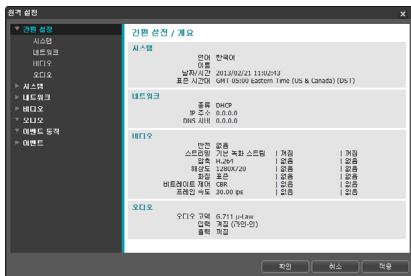 원격 설정
x
간편 설정
시스템
네트워크
비디오
오디오
시스템
네트워크
비디오
오디오
이벤트 동작
이벤트
간편 설정 / 개요
시스템
언어 한국어
이름
날짜/시간 2013/02/21 11:02:43
표준 시간대 GMT-05:00 Eastern Time (US & Canada) (DST)
네트워크
종류 DHCP
IP 주소 0.0.0.0
DNS 서버 0.0.0.0
비디오
반전 없음
스트리밍 기본 녹화 스트림 | 꺼짐 | 꺼짐
압축 H.264 | 없음 | 없음
해상도 1280X720 | 없음 | 없음
화질 표준 | 없음 | 없음
비트레이트 제어 CBR | 없음 | 없음
프레임 속도 30.00 ips | 없음 | 없음
오디오
오디오 코덱 G.711 μ-Law
입력 꺼짐 (라인-인)
출력 꺼짐
확인 취소 적용